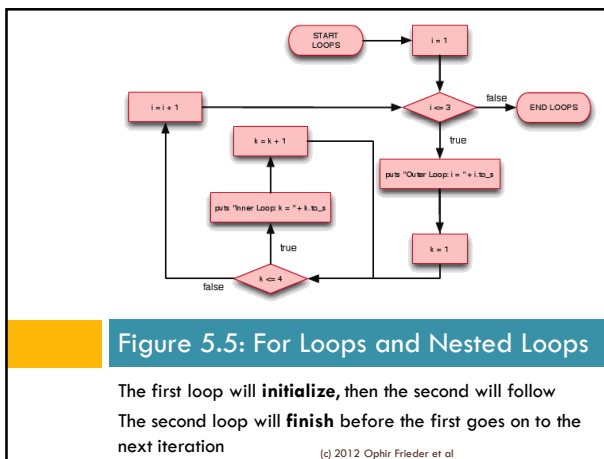 START
LOOPS
i = 1
i = i + 1
i <= 3
false
END LOOPS
true
k = k + 1
puts "Outer Loop: i = " + i.to_s
puts "Inner Loop: k = " + k.to_s
true
k = 1
k <= 4
false
Figure 5.5: For Loops and Nested Loops
The first loop will initialize, then the second will follow
The second loop will finish before the first goes on to the
next iteration
(c) 2012 Ophir Frieder et al